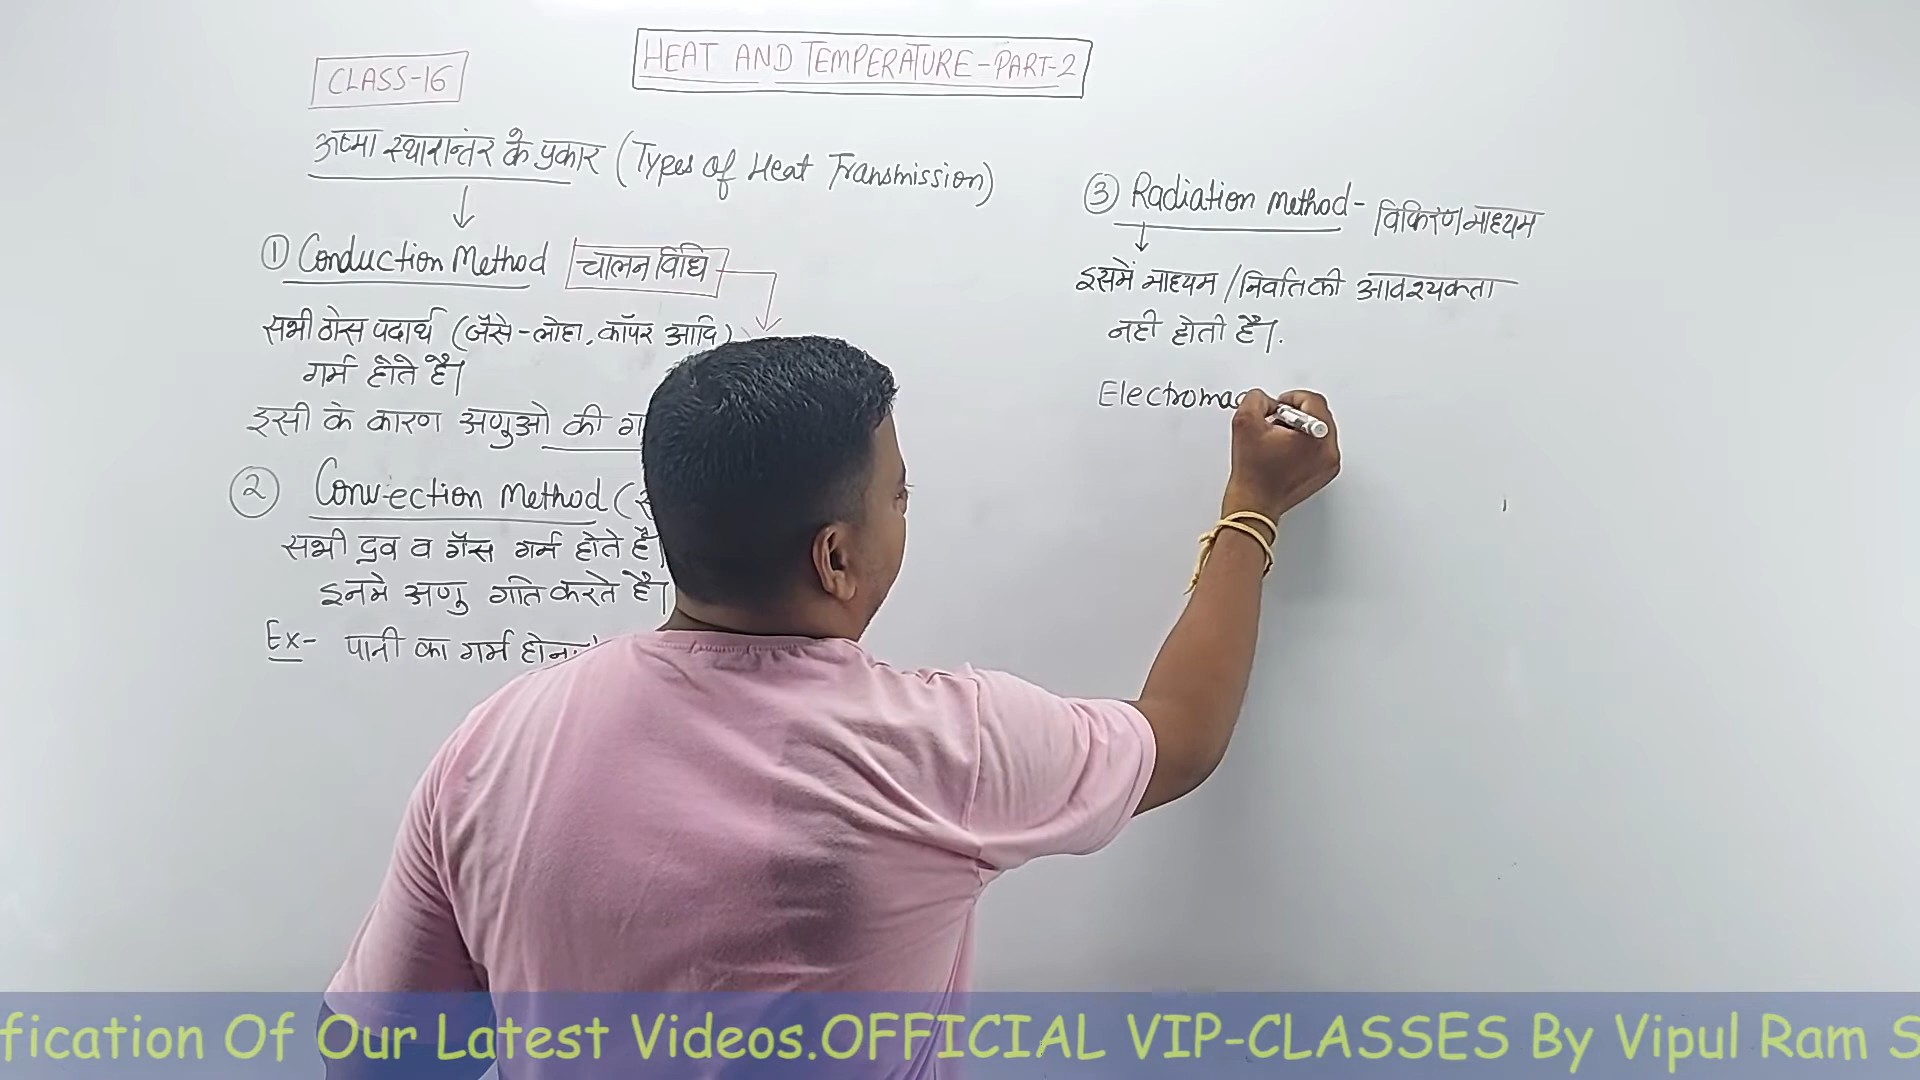 CLASS-16
HEAT AND TEMPERATURE-PART-2
ऊष्मा स्थानान्तर के प्रकार (Types of Heat Transmission)
① Conduction Method चालन विधि
सभी ठोस पदार्थ (जैसे-लोहा, कॉपर आदि)
गर्म होते है।
इसी के कारण अणुओ की
② Convection Method (
सभी द्रव व गैस गर्म होते है
इनमे अणु गति करते है।
Ex- पानी का गर्म होना
③ Radiation Method- विकिरण माध्यम
इसमें माध्यम/निर्वात की आवश्यकता
नही होती है।.
Electroma
fication Of Our Latest Videos.OFFICIAL VIP-CLASSES By Vipul Ram S